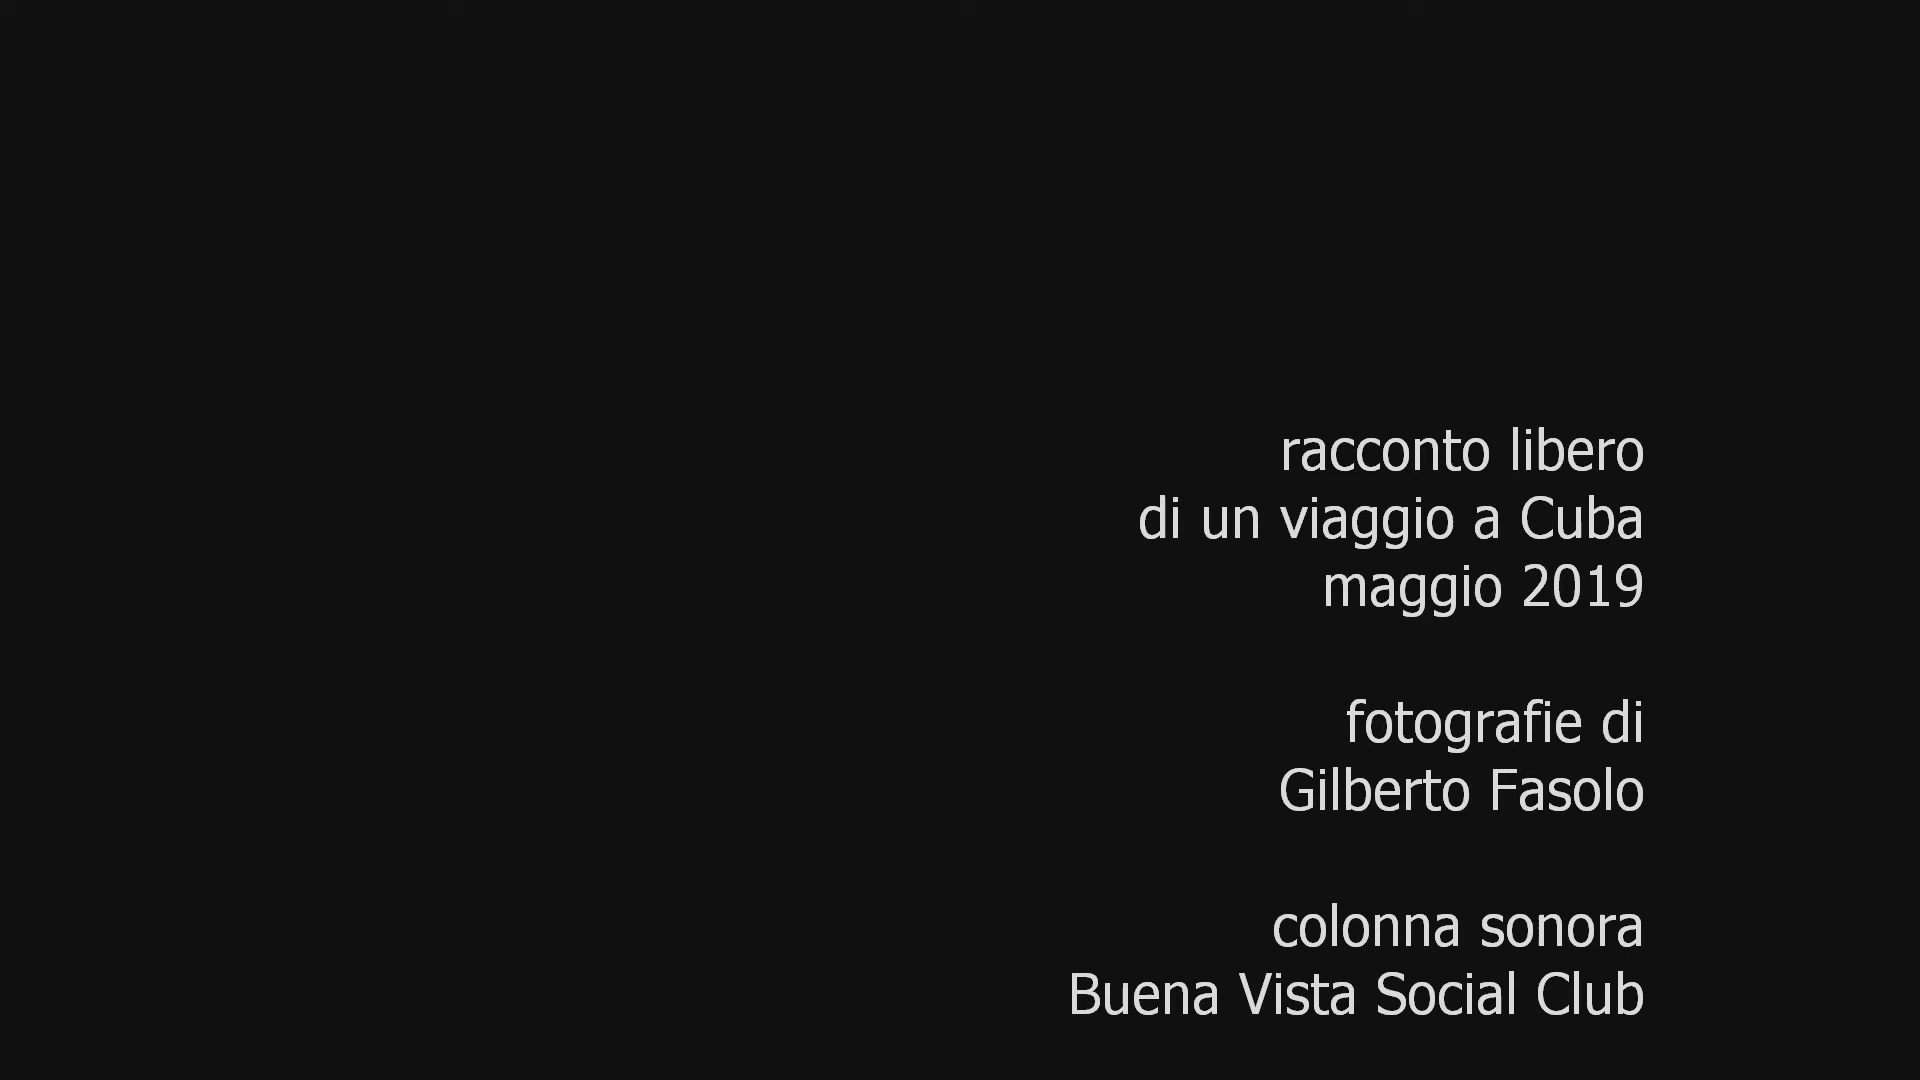 racconto libero
di un viaggio a Cuba
maggio 2019
fotografie di
Gilberto Fasolo
colonna sonora
Buena Vista Social Club